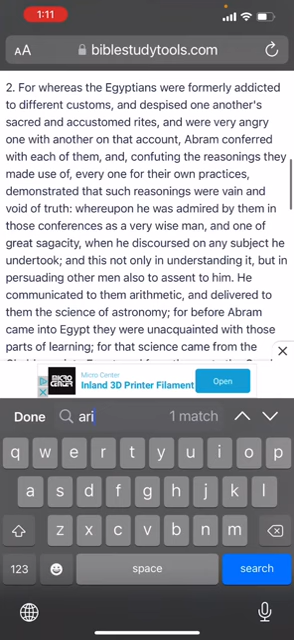 1:11
AA
biblestudytools.com
2. For whereas the Egyptians were formerly addicted
to different customs, and despised one another's
sacred and accustomed rites, and were very angry
one with another on that account, Abram conferred
with each of them, and, confuting the reasonings they
made use of, every one for their own practices,
demonstrated that such reasonings were vain and
void of truth: whereupon he was admired by them in
those conferences as a very wise man, and one of
great sagacity, when he discoursed on any subject he
undertook; and this not only in understanding it, but in
persuading other men also to assent to him. He
communicated to them arithmetic, and delivered to
them the science of astronomy; for before Abram
came into Egypt they were unacquainted with those
parts of learning; for that science came from the
MICRO CENTER
Micro Center
Inland 3D Printer Filament
Open
Done
ari
1 match
q w e r t y u i o p
a s d f g h j k l
z x c v b n m
123
space
search